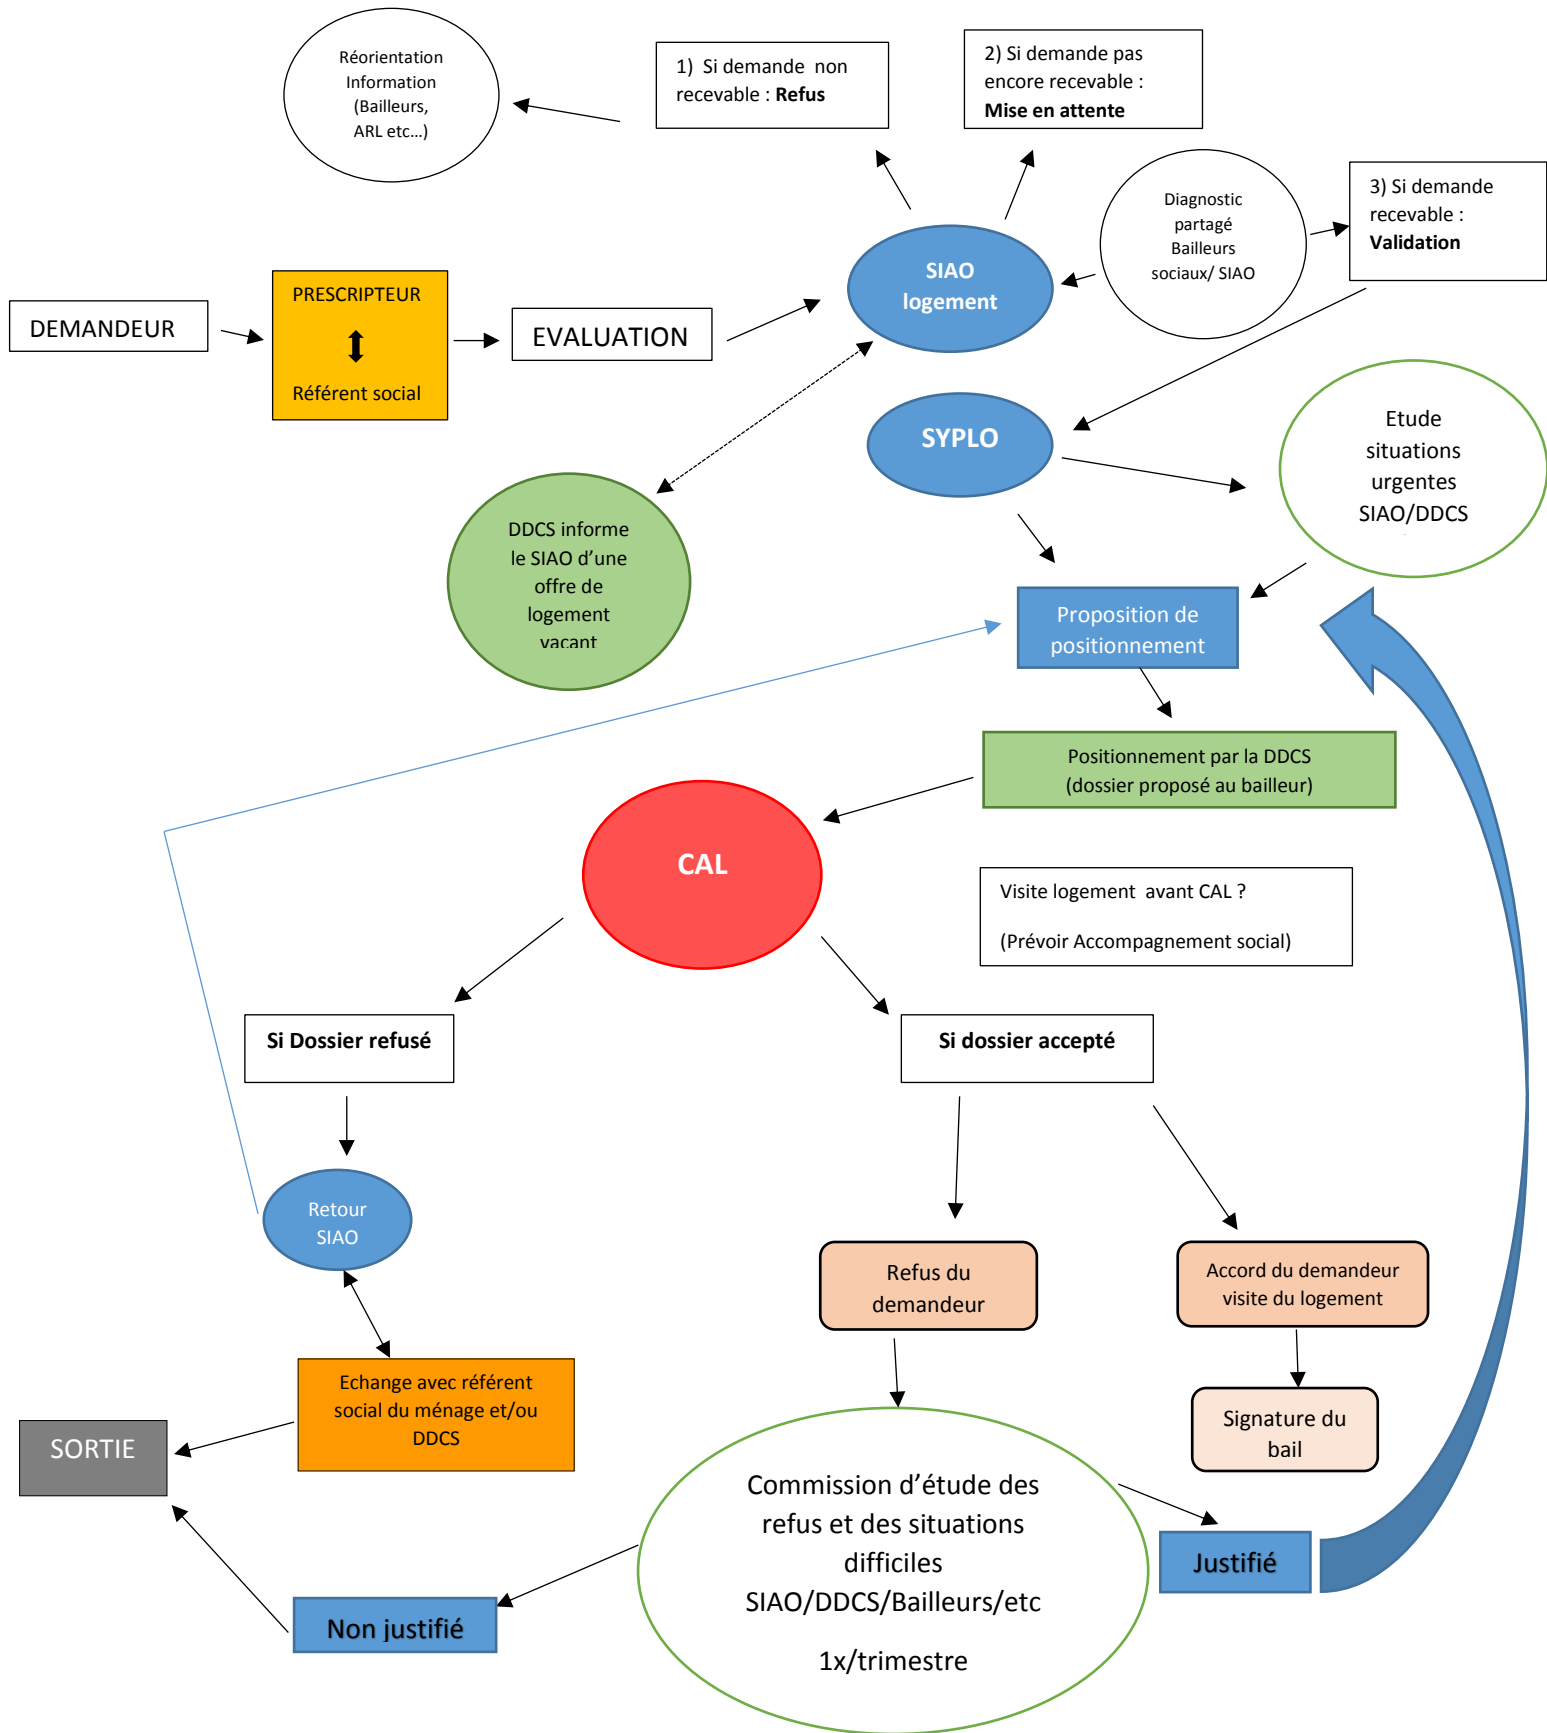 Réorientation
Information
(Bailleurs,
ARL etc…)
1) Si demande non
recevable : Refus
2) Si demande pas
encore recevable :
Mise en attente
Diagnostic
partagé
Bailleurs
sociaux/ SIAO
3) Si demande
recevable :
Validation
SIAO
logement
DEMANDEUR
PRESCRIPTEUR
Référent social
EVALUATION
SYPLO
Etude
situations
urgentes
SIAO/DDCS
DDCS informe
le SIAO d’une
offre de
logement
vacant
Proposition de
positionnement
Positionnement par la DDCS
(dossier proposé au bailleur)
CAL
Visite logement avant CAL ?
(Prévoir Accompagnement social)
Si Dossier refusé
Si dossier accepté
Retour
SIAO
Refus du
demandeur
Accord du demandeur
visite du logement
Echange avec référent
social du ménage et/ou
DDCS
SORTIE
Signature du
bail
Commission d’étude des
refus et des situations
difficiles
SIAO/DDCS/Bailleurs/etc
1x/trimestre
Justifié
Non justifié